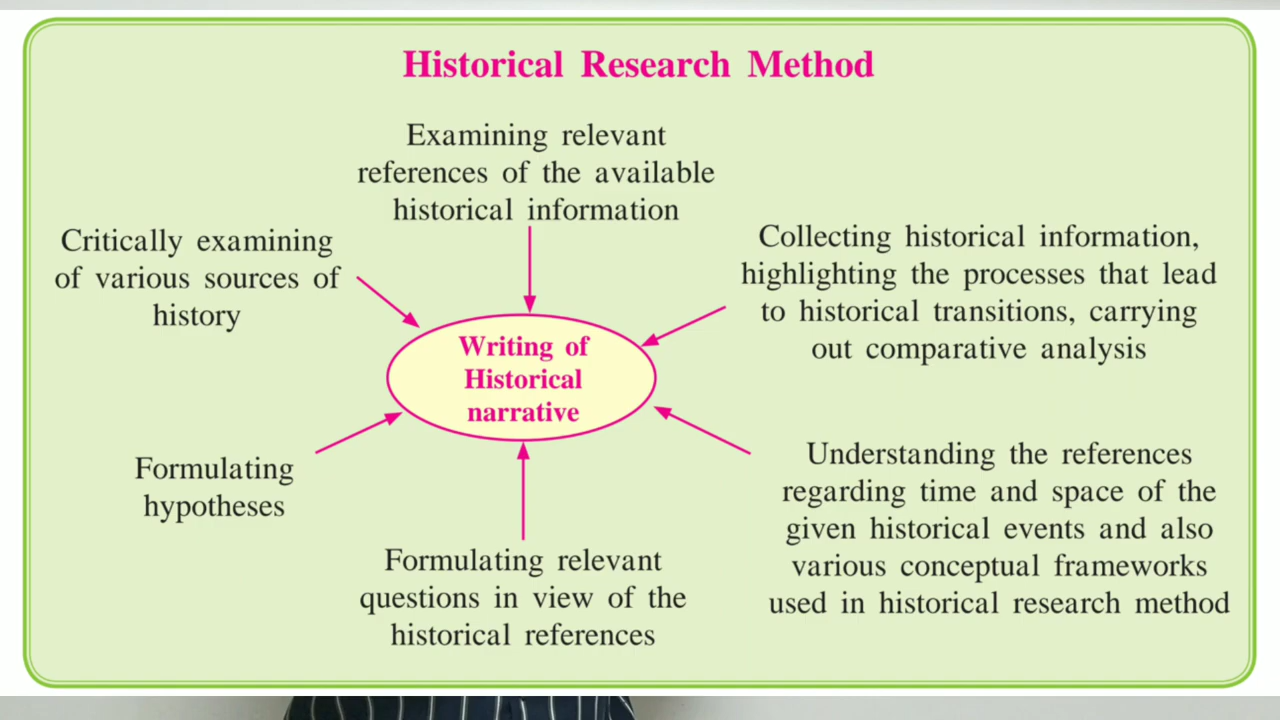 Historical Research Method
Examining relevant
references of the available
historical information
Critically examining
of various sources of
history
Collecting historical information,
highlighting the processes that lead
to historical transitions, carrying
out comparative analysis
Writing of
Historical
narrative
Formulating
hypotheses
Formulating relevant
questions in view of the
historical references
Understanding the references
regarding time and space of the
given historical events and also
various conceptual frameworks
used in historical research method